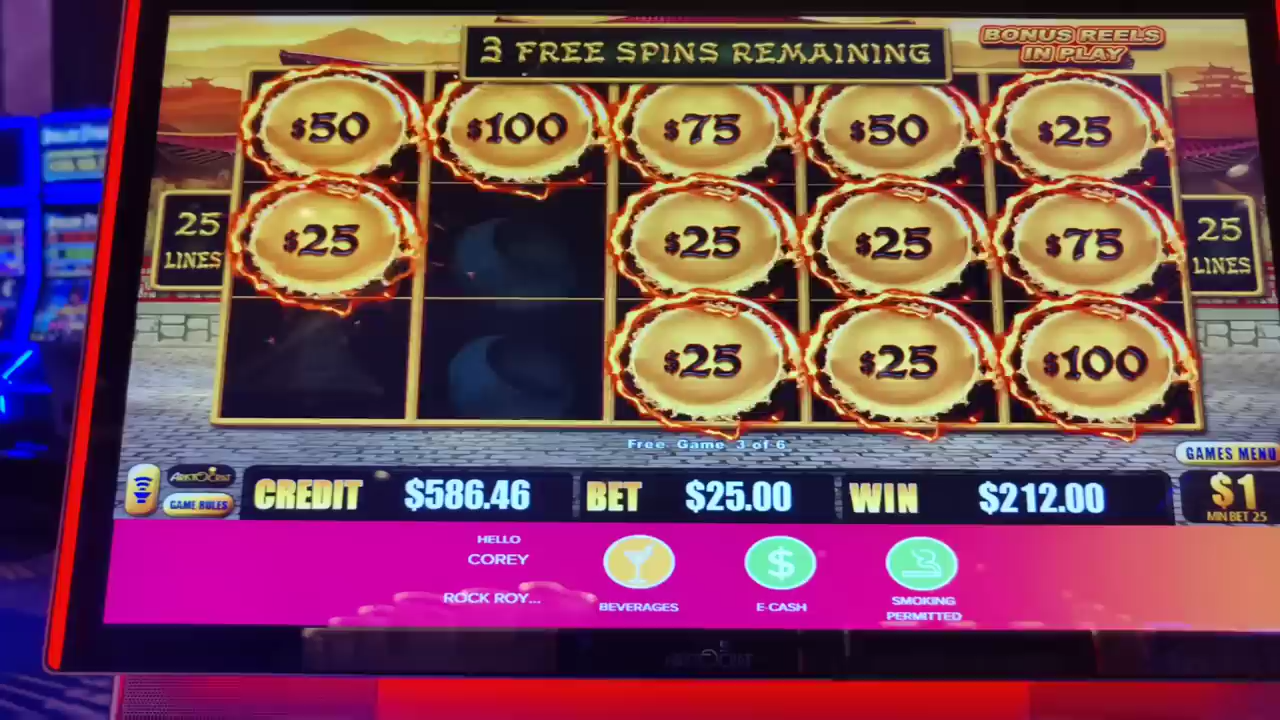 3 FREE SPINS REMAINING
BONUS REELS
IN PLAY
$50 $100 $75 $50 $25
25
LINES
$25 $25 $25 $75
25
LINES
$25 $25 $100
Free Game 3 of 6
GAMES MENU
ARISTOCRAT
GAME RULES
CREDIT $586.46 BET $25.00 WIN $212.00
$1
MIN BET 25
HELLO
COREY
ROCK ROY...
BEVERAGES
E-CASH
SMOKING
PERMITTED
ARISTOCRAT